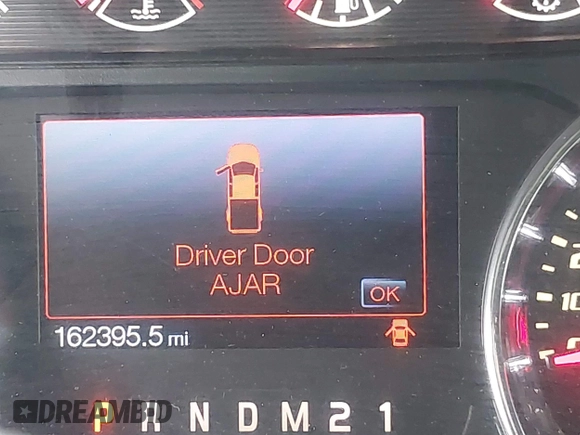 Driver Door
AJAR
OK
162395.5 mi
P R N D M 2 1
DREAMBID